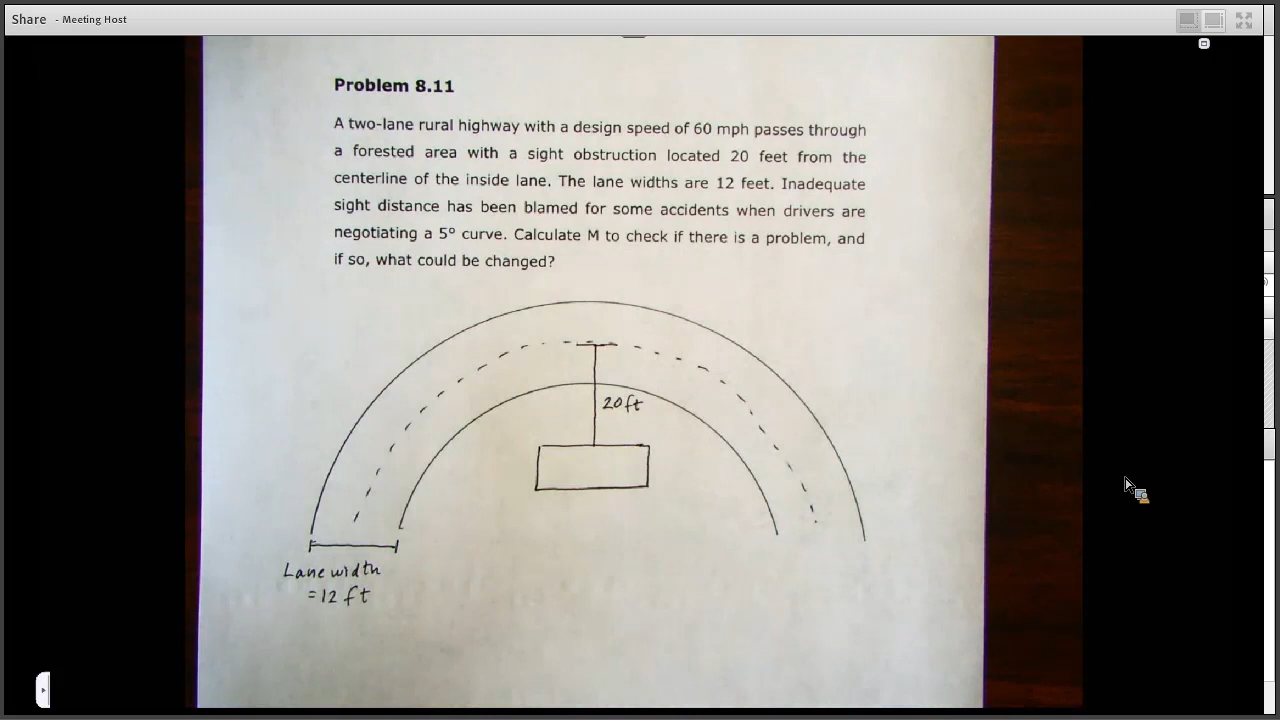 Share - Meeting Host
Problem 8.11
A two-lane rural highway with a design speed of 60 mph passes through
a forested area with a sight obstruction located 20 feet from the
centerline of the inside lane. The lane widths are 12 feet. Inadequate
sight distance has been blamed for some accidents when drivers are
negotiating a 5º curve. Calculate M to check if there is a problem, and
if so, what could be changed?
20ft
Lane width
=12 ft